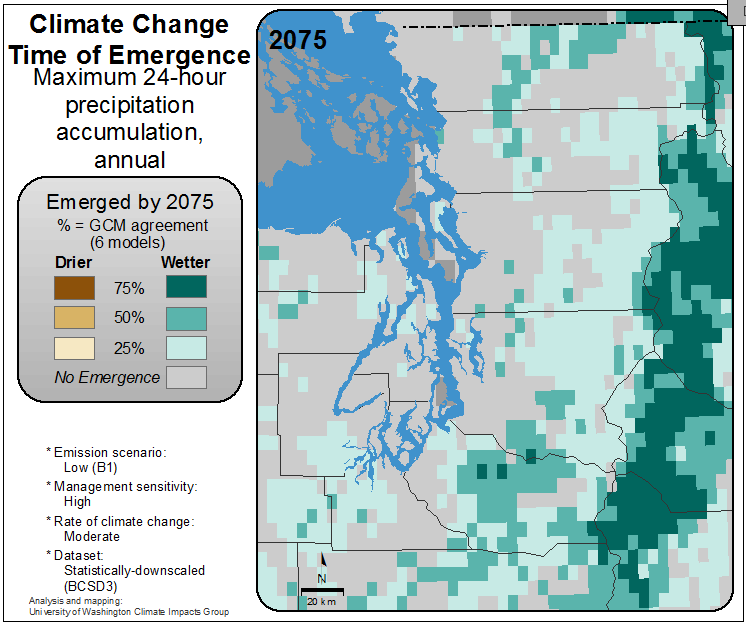 Climate Change
Time of Emergence
Maximum 24-hour
precipitation
accumulation,
annual
2075
Emerged by 2075
% = GCM agreement
(6 models)
Drier Wetter
75%
50%
25%
No Emergence
* Emission scenario:
Low (B1)
* Management sensitivity:
High
* Rate of climate change:
Moderate
* Dataset:
Statistically-downscaled
(BCSD3)
Analysis and mapping:
University of Washington Climate Impacts Group
N
20 km